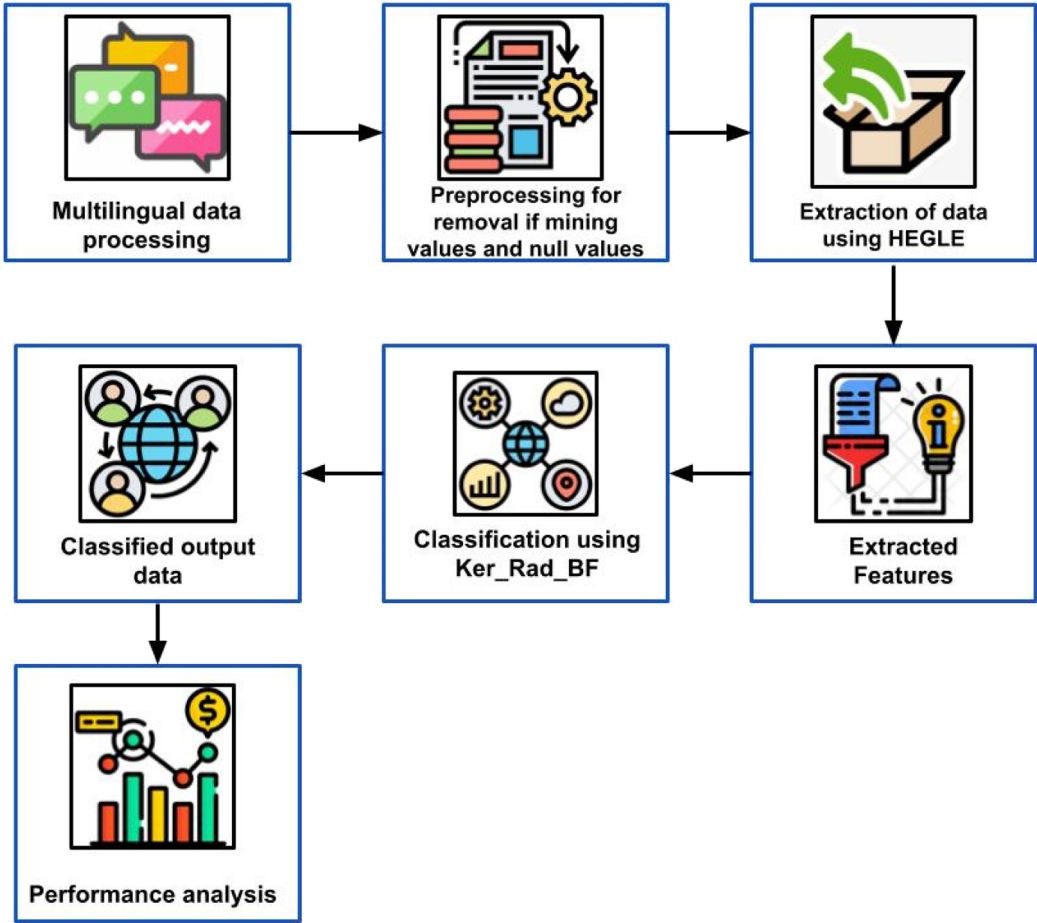 Multilingual data
processing
Preprocessing for
removal if mining
values and null values
Extraction of data
using HEGLE
Extracted
Features
Classification using
Ker_Rad_BF
Classified output
data
$
Performance analysis